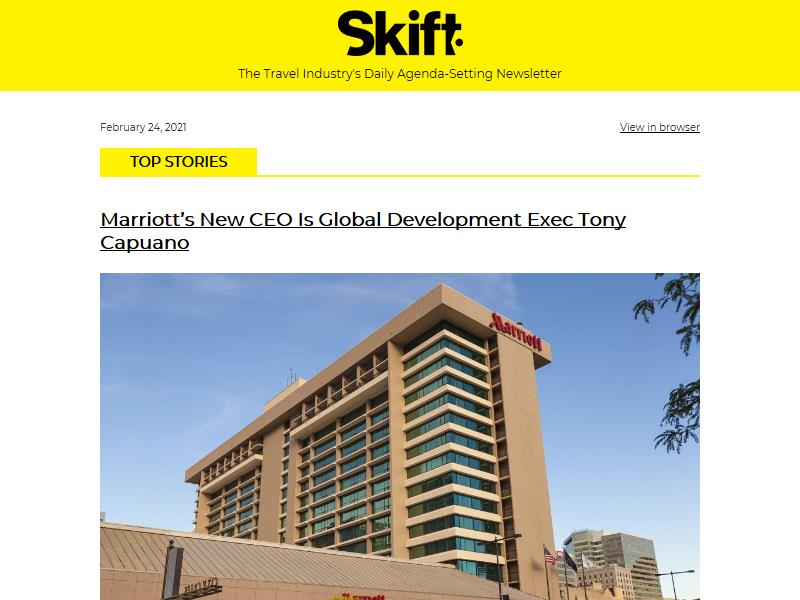 Skift
The Travel Industry's Daily Agenda-Setting Newsletter
February 24, 2021
View in browser
TOP STORIES
Marriott’s New CEO Is Global Development Exec Tony
Capuano
Marriott
Marriott